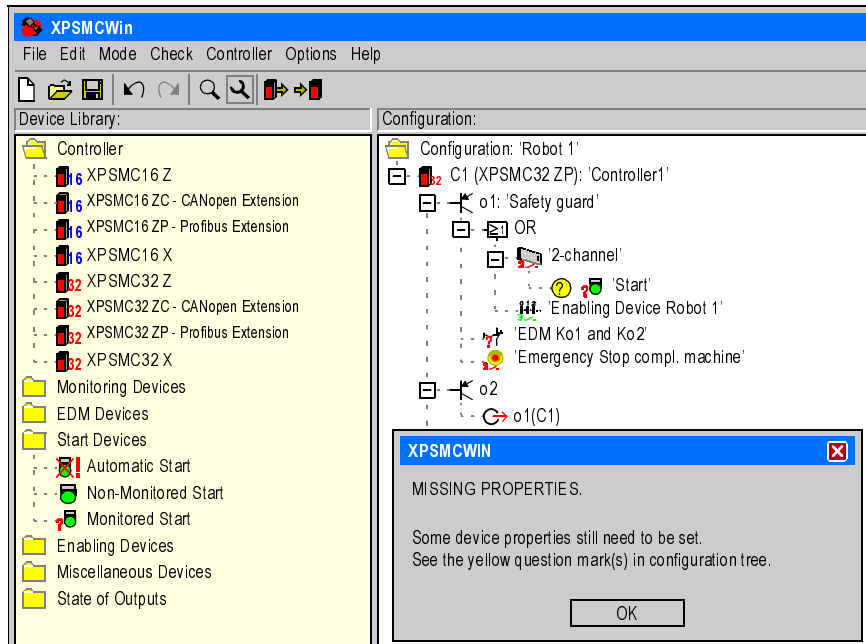 XPSMCWin
File Edit Mode Check Controller Options Help
Device Library:
Controller
16 XPSMC16 Z
16 XPSMC16 ZC - CANopen Extension
16 XPSMC16 ZP - Profibus Extension
16 XPSMC16 X
32 XPSMC32 Z
32 XPSMC32 ZC - CANopen Extension
32 XPSMC32 ZP - Profibus Extension
32 XPSMC32 X
Monitoring Devices
EDM Devices
Start Devices
! Automatic Start
Non-Monitored Start
? Monitored Start
Enabling Devices
Miscellaneous Devices
State of Outputs
Configuration:
Configuration: 'Robot 1'
32 C1 (XPSMC32 ZP): 'Controller1'
o1: 'Safety guard'
≥1 OR
'2-channel'
? ? 'Start'
'Enabling Device Robot 1'
? 'EDM Ko1 and Ko2'
'Emergency Stop compl. machine'
o2
o1(C1)
XPSMCWIN
MISSING PROPERTIES.
Some device properties still need to be set.
See the yellow question mark(s) in configuration tree.
OK